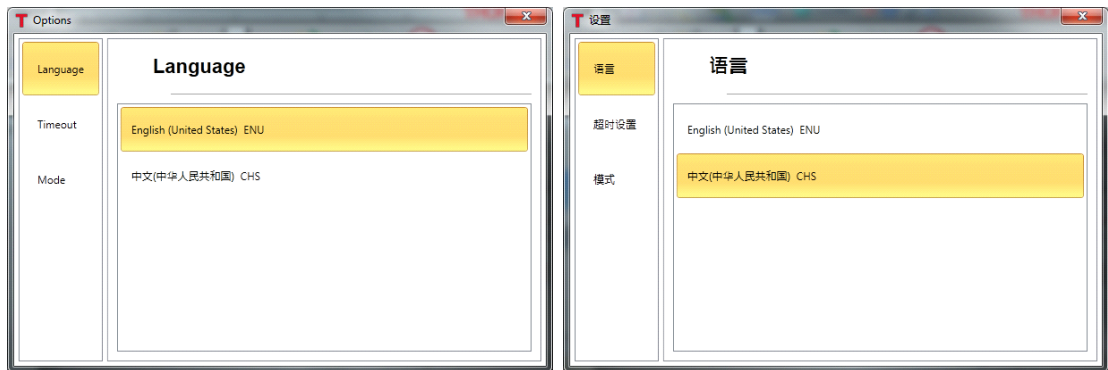 Options
Language
Timeout
Mode
Language
English (United States) ENU
中文(中华人民共和国) CHS
设置
语言
超时设置
模式
语言
English (United States) ENU
中文(中华人民共和国) CHS